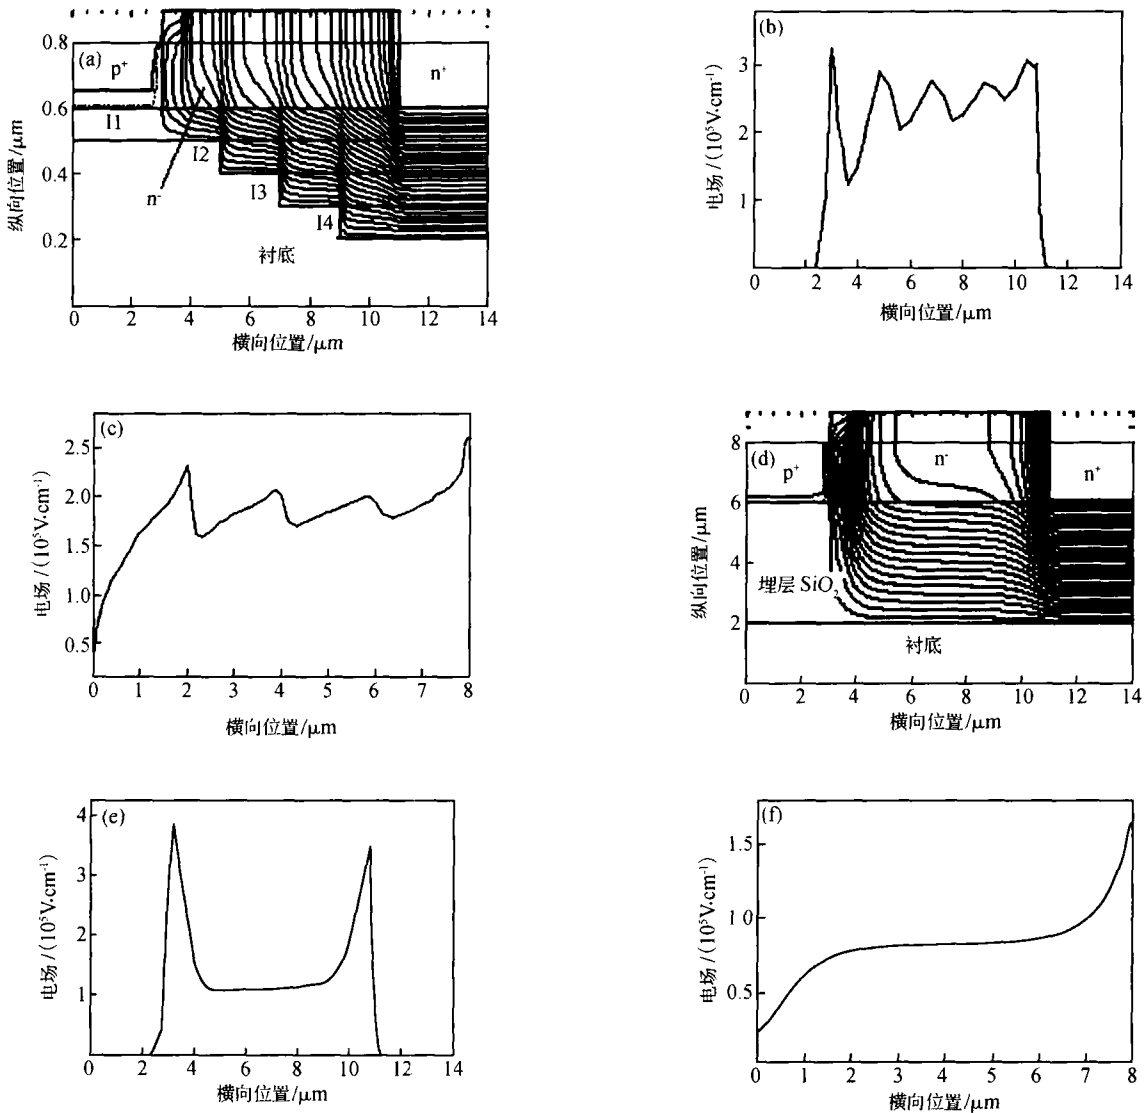 (a)
0.8
p⁺
n⁺
0.6
I1
I2
0.4
n⁻
I3
I4
0.2
衬底
纵向位置/μm
0 2 4 6 8 10 12 14
横向位置/μm
(b)
3
2
1
电场/(10⁵V·cm⁻¹)
0 2 4 6 8 10 12 14
横向位置/μm
(c)
2.5
2.0
1.5
1.0
0.5
电场/(10⁵V·cm⁻¹)
0 1 2 3 4 5 6 7 8
横向位置/μm
(d)
8
p⁺
n⁻
n⁺
6
4
埋层 SiO₂
2
衬底
纵向位置/μm
0 2 4 6 8 10 12 14
横向位置/μm
(e)
4
3
2
1
电场/(10⁵V·cm⁻¹)
0 2 4 6 8 10 12 14
横向位置/μm
(f)
1.5
1 0
0.5
电场/(10⁵V·cm⁻¹)
0 1 2 3 4 5 6 7 8
横向位置/μm